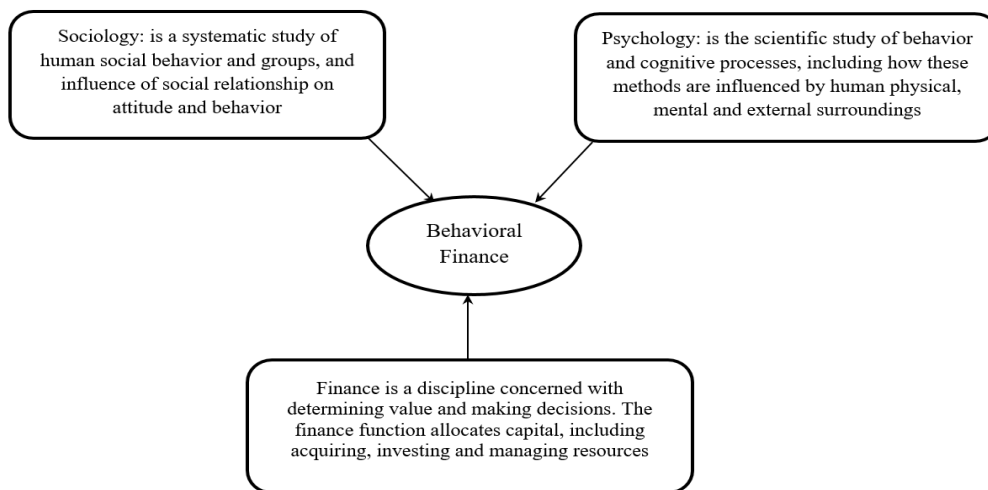 Sociology: is a systematic study of
human social behavior and groups, and
influence of social relationship on
attitude and behavior
Psychology: is the scientific study of behavior
and cognitive processes, including how these
methods are influenced by human physical,
mental and external surroundings
Behavioral
Finance
Finance is a discipline concerned with
determining value and making decisions. The
finance function allocates capital, including
acquiring, investing and managing resources